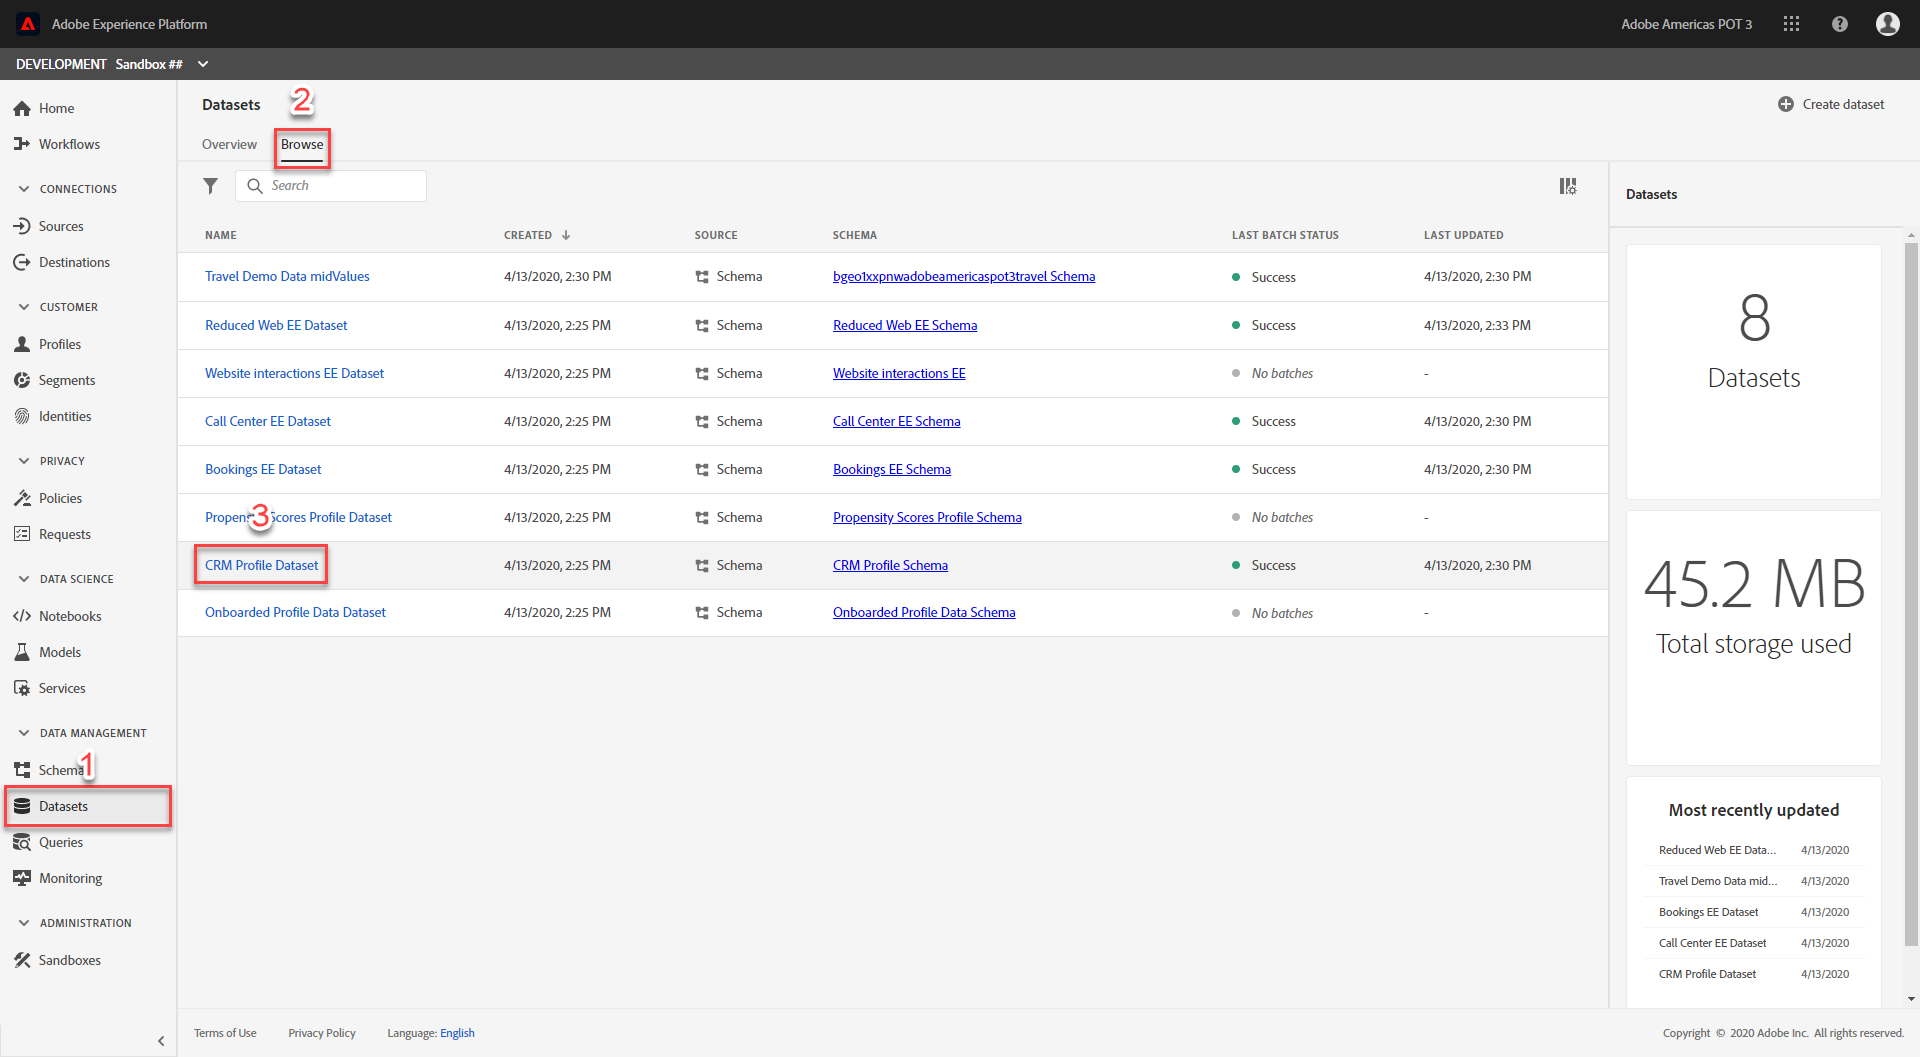 Adobe Experience Platform
Adobe Americas POT 3
DEVELOPMENT Sandbox ##
Home
Workflows
CONNECTIONS
Sources
Destinations
CUSTOMER
Profiles
Segments
Identities
PRIVACY
Policies
Requests
DATA SCIENCE
Notebooks
Models
Services
DATA MANAGEMENT
1
Schema
Datasets
Queries
Monitoring
ADMINISTRATION
Sandboxes
Datasets
2
Create dataset
Overview Browse
Search
NAME CREATED SOURCE SCHEMA LAST BATCH STATUS LAST UPDATED
Travel Demo Data midValues 4/13/2020, 2:30 PM Schema bgeo1xxpnwadobeamericaspot3travel Schema Success 4/13/2020, 2:30 PM
Reduced Web EE Dataset 4/13/2020, 2:25 PM Schema Reduced Web EE Schema Success 4/13/2020, 2:33 PM
Website interactions EE Dataset 4/13/2020, 2:25 PM Schema Website interactions EE No batches -
Call Center EE Dataset 4/13/2020, 2:25 PM Schema Call Center EE Schema Success 4/13/2020, 2:30 PM
Bookings EE Dataset 4/13/2020, 2:25 PM Schema Bookings EE Schema Success 4/13/2020, 2:30 PM
3
Propensity Scores Profile Dataset 4/13/2020, 2:25 PM Schema Propensity Scores Profile Schema No batches -
CRM Profile Dataset 4/13/2020, 2:25 PM Schema CRM Profile Schema Success 4/13/2020, 2:30 PM
Onboarded Profile Data Dataset 4/13/2020, 2:25 PM Schema Onboarded Profile Data Schema No batches -
Datasets
8
Datasets
45.2 MB
Total storage used
Most recently updated
Reduced Web EE Data... 4/13/2020
Travel Demo Data mid... 4/13/2020
Bookings EE Dataset 4/13/2020
Call Center EE Dataset 4/13/2020
CRM Profile Dataset 4/13/2020
Terms of Use Privacy Policy Language: English
Copyright © 2020 Adobe Inc. All rights reserved.